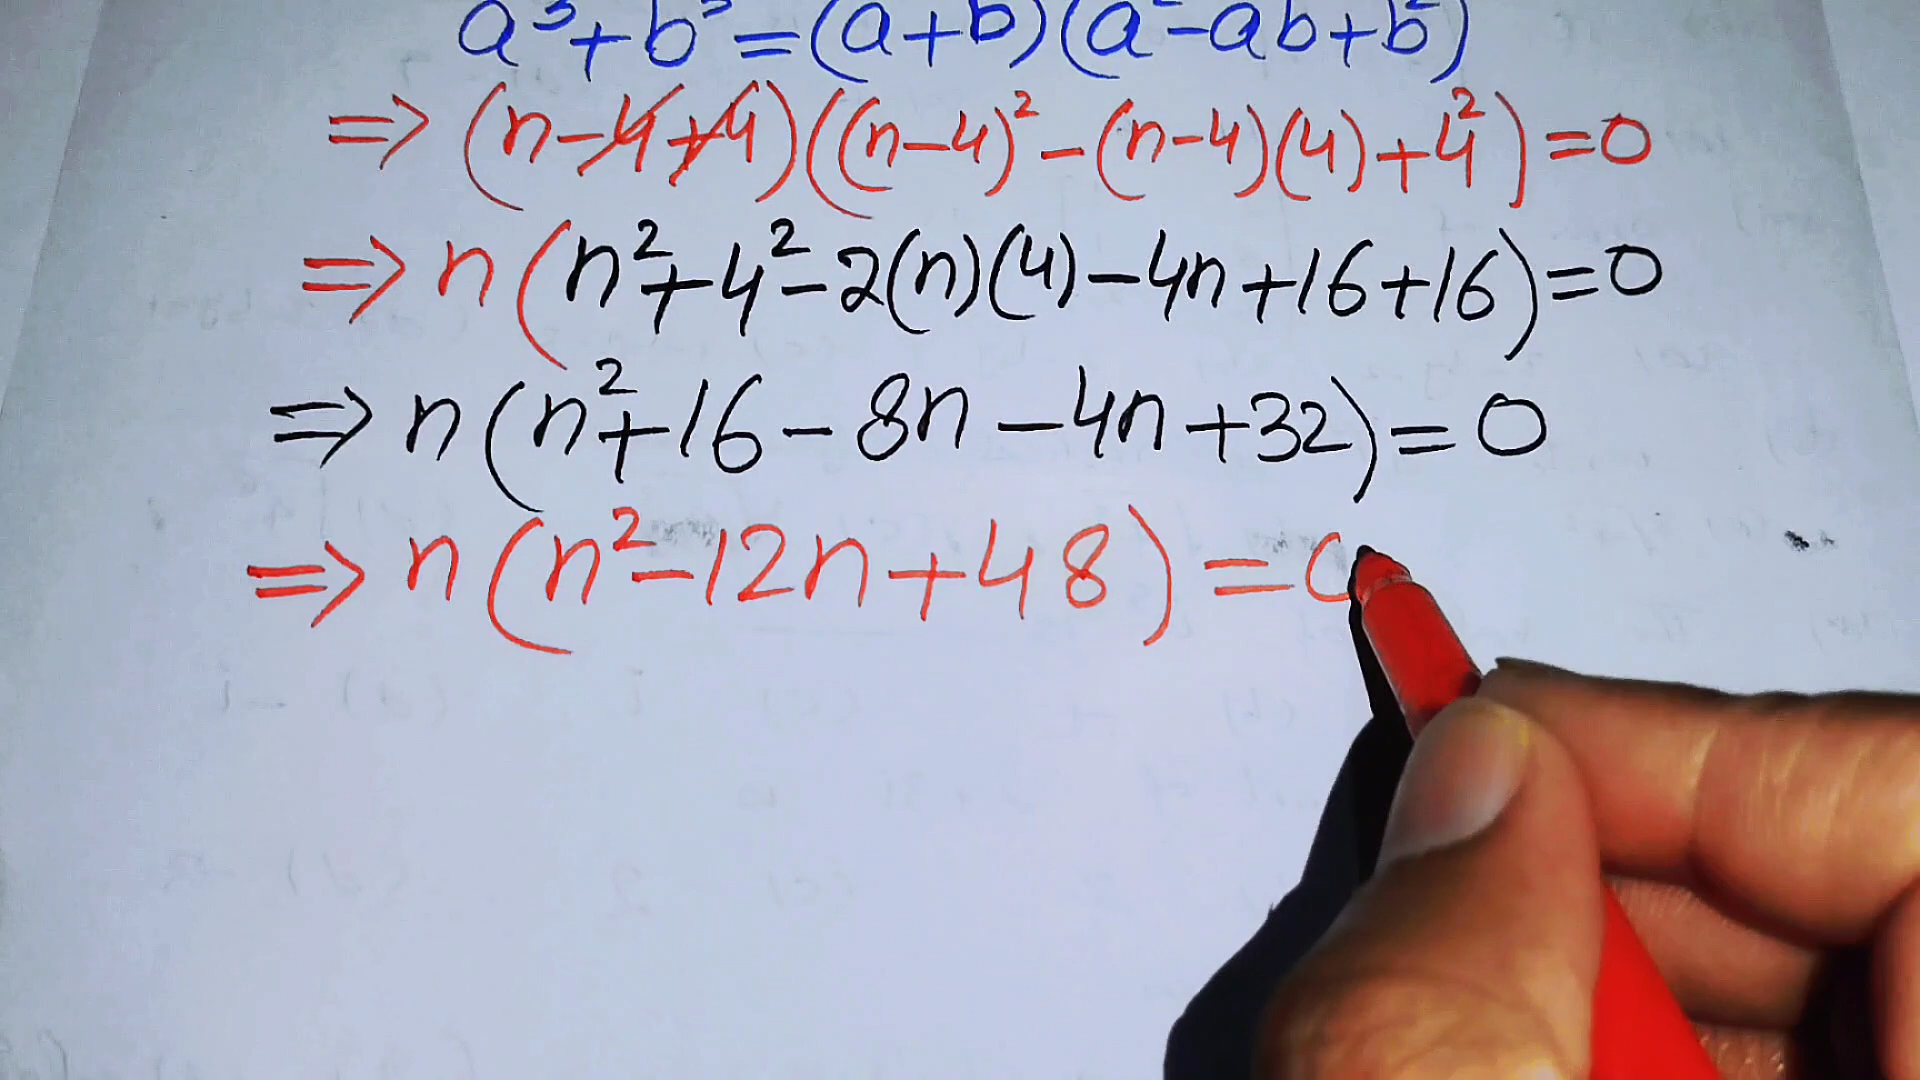 a³+b³=(a+b)(a²-ab+b²)
⇒ (n-4+4)((n-4)²-(n-4)(4)+4²)=0
⇒ n(n²+4²-2(n)(4)-4n+16+16)=0
⇒ n(n²+16-8n-4n+32)=0
⇒ n(n²-12n+48)=0